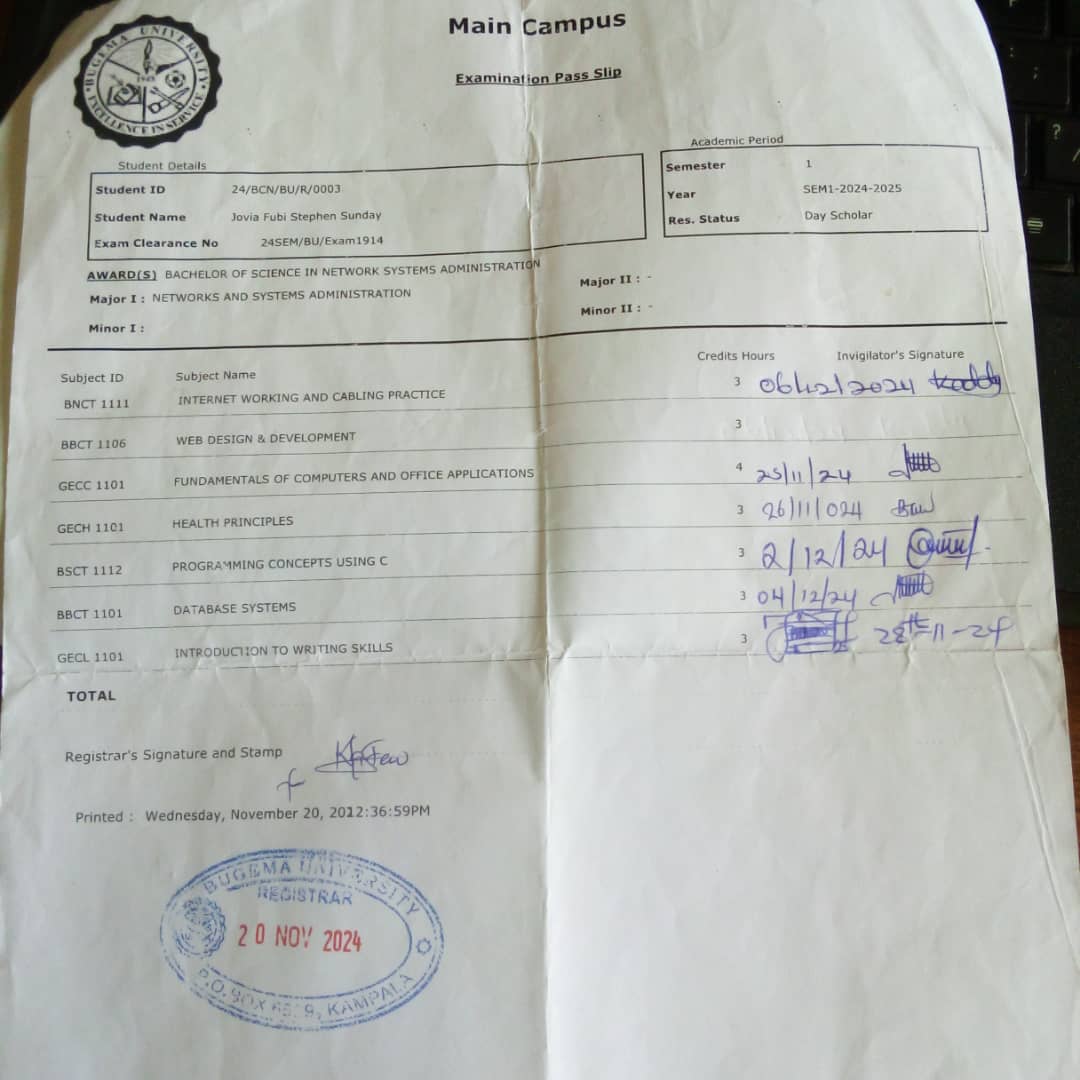 BUGEMA UNIVERSITY
1948
EXCELLENCE IN SERVICE
Main Campus
Examination Pass Slip
Student Details
Student ID 24/BCN/BU/R/0003
Student Name Jovia Fubi Stephen Sunday
Exam Clearance No 24SEM/BU/Exam1914
Academic Period
Semester 1
Year SEM1-2024-2025
Res. Status Day Scholar
AWARD(S) BACHELOR OF SCIENCE IN NETWORK SYSTEMS ADMINISTRATION
Major I : NETWORKS AND SYSTEMS ADMINISTRATION Major II : -
Minor I : Minor II : -
Subject ID Subject Name Credits Hours Invigilator's Signature
BNCT 1111 INTERNET WORKING AND CABLING PRACTICE 3 06/12/2024
BBCT 1106 WEB DESIGN & DEVELOPMENT 3
GECC 1101 FUNDAMENTALS OF COMPUTERS AND OFFICE APPLICATIONS 4 25/11/24
GECH 1101 HEALTH PRINCIPLES 3 26/11/024
BSCT 1112 PROGRAMMING CONCEPTS USING C 3 2/12/24
BBCT 1101 DATABASE SYSTEMS 3 04/12/24
GECL 1101 INTRODUCTION TO WRITING SKILLS 3 28th-11-24
TOTAL
Registrar's Signature and Stamp
Printed : Wednesday, November 20, 2012:36:59PM
BUGEMA UNIVERSITY
REGISTRAR
20 NOV 2024
P.O.BOX KAMPALA